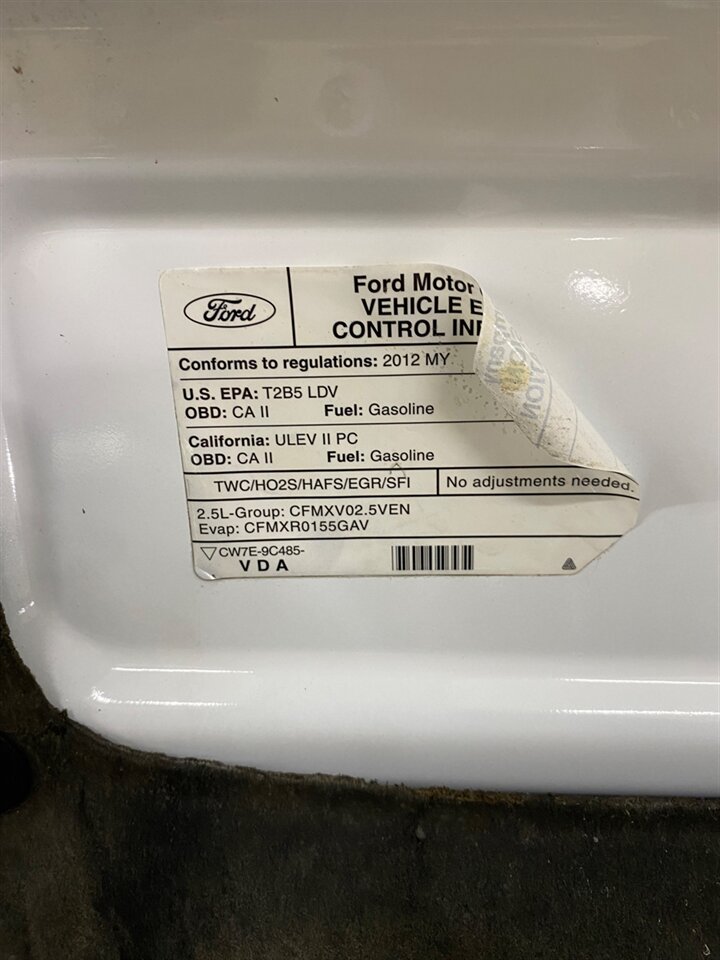 Ford
Ford Motor
VEHICLE
CONTROL
Conforms to regulations: 2012 MY
U.S. EPA: T2B5 LDV
OBD: CA II Fuel: Gasoline
California: ULEV II PC
OBD: CA II Fuel: Gasoline
TWC/HO2S/HAFS/EGR/SFI No adjustments needed.
2.5L-Group: CFMXV02.5VEN
Evap: CFMXR0155GAV
CW7E-9C485-
VDA